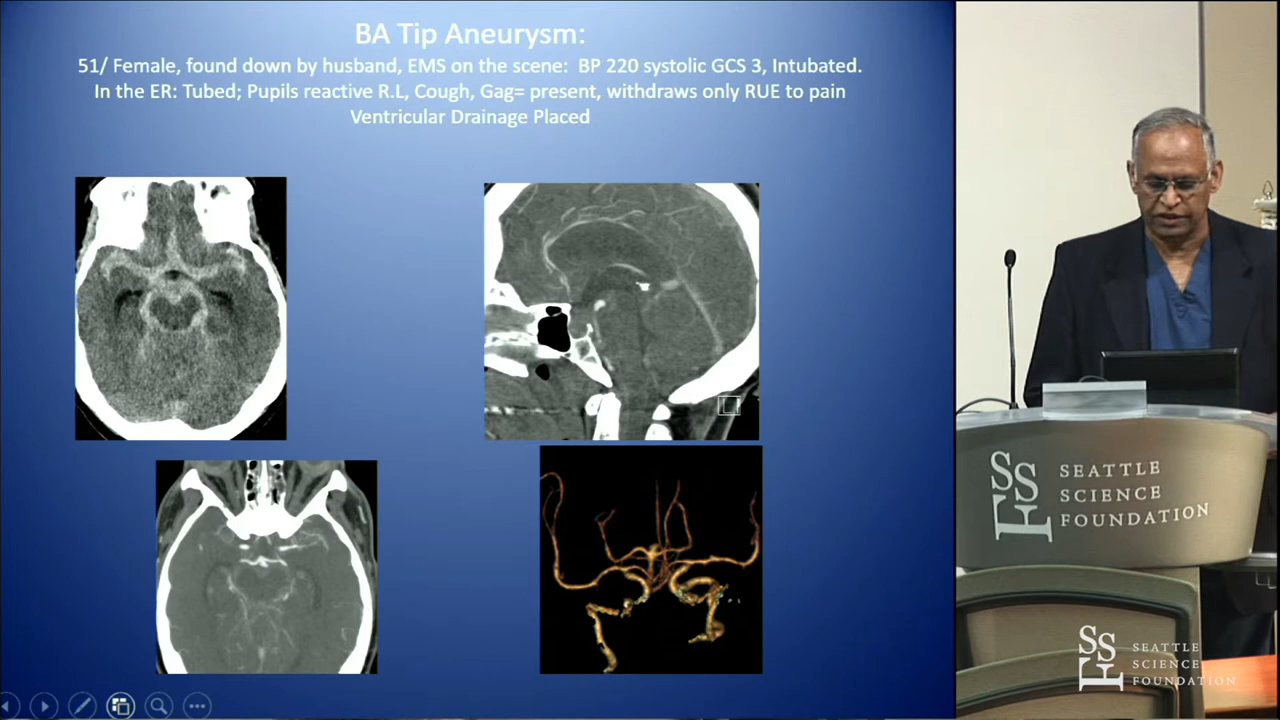 BA Tip Aneurysm:
51/ Female, found down by husband, EMS on the scene:  BP 220 systolic GCS 3, Intubated.
In the ER: Tubed; Pupils reactive R.L, Cough, Gag= present, withdraws only RUE to pain
Ventricular Drainage Placed
SSF
SEATTLE
SCIENCE
FOUNDATION
SSF
SEATTLE
SCIENCE
FOUNDATION